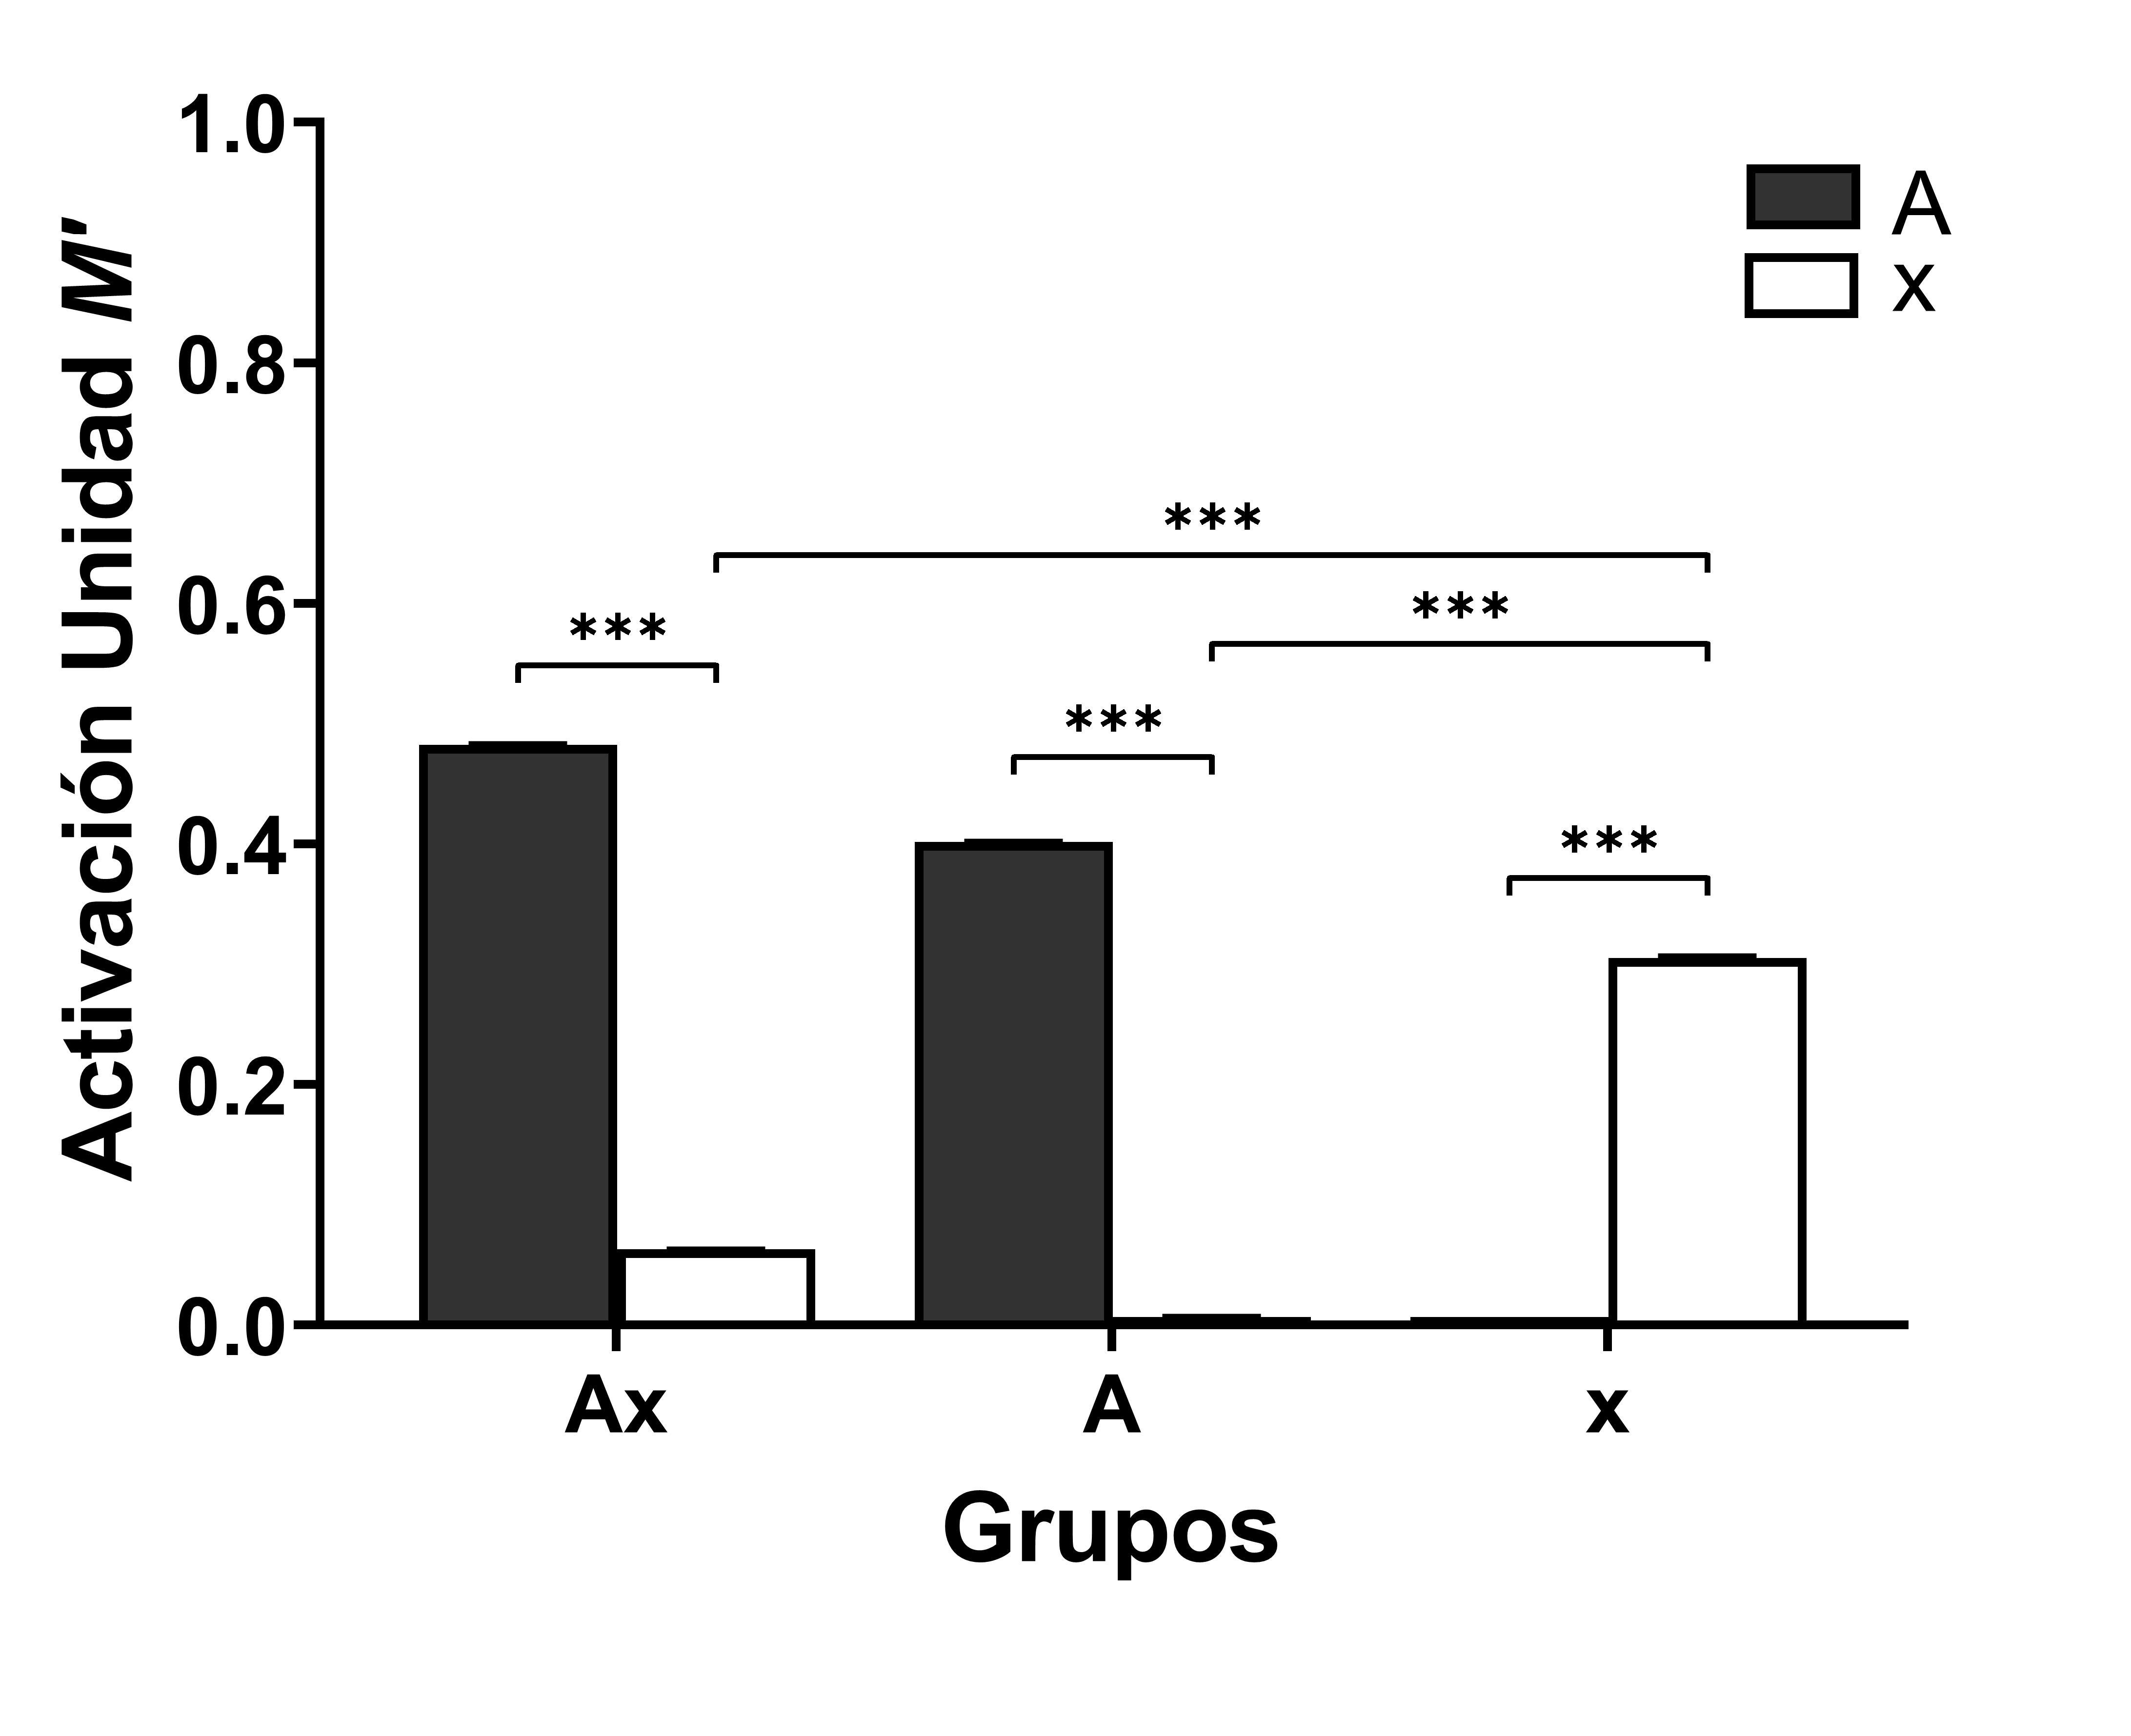 Activación Unidad M'
1.0
0.8
0.6
0.4
0.2
0.0
A
x
***
***
***
***
***
Ax A x
Grupos